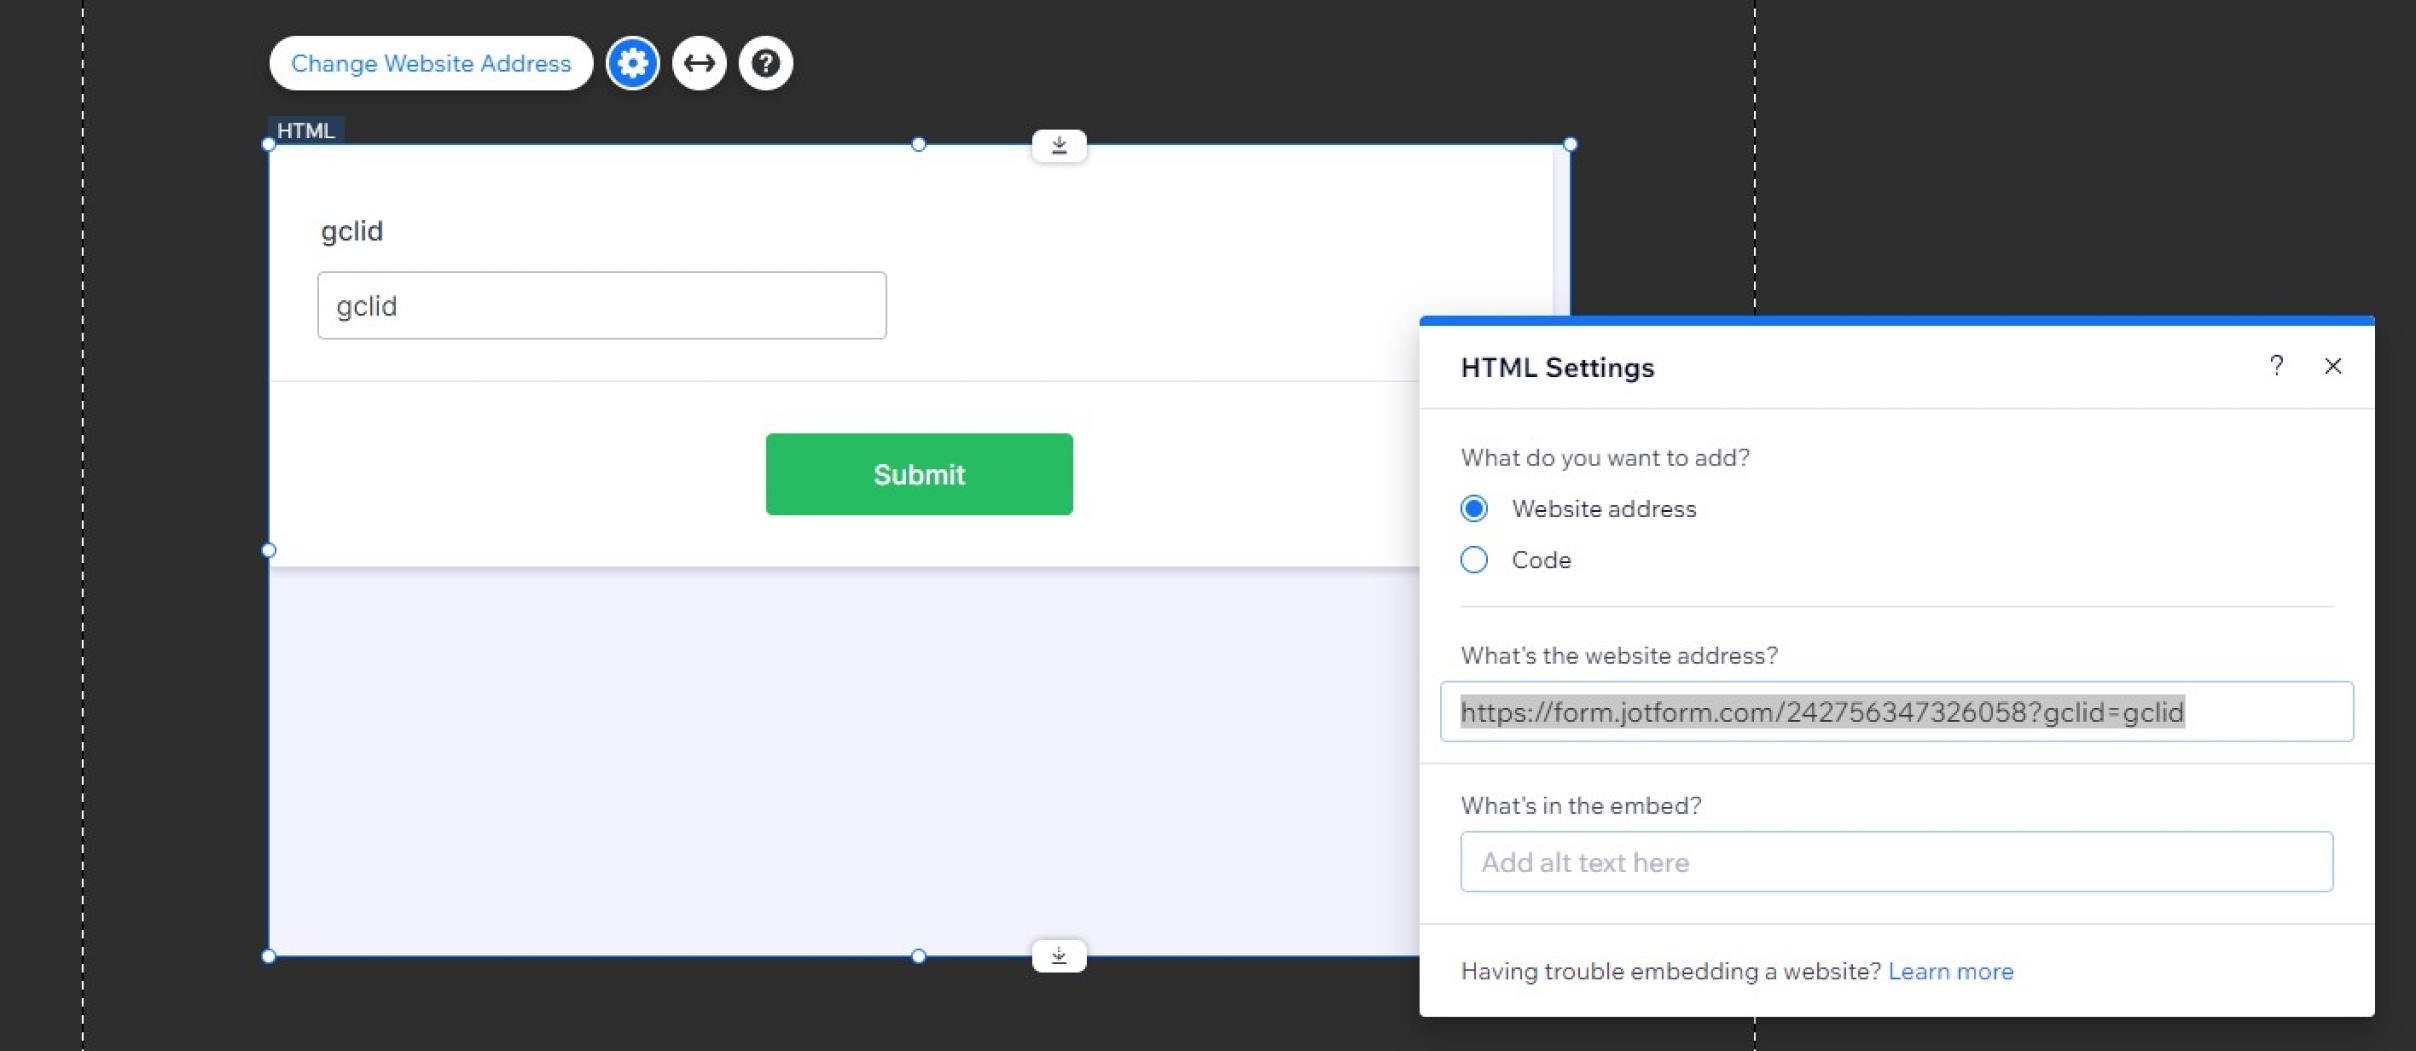 Change Website Address
HTML
gclid
gclid
Submit
HTML Settings
What do you want to add?
Website address
Code
What's the website address?
https://form.jotform.com/242756347326058?gclid=gclid
What's in the embed?
Add alt text here
Having trouble embedding a website? Learn more